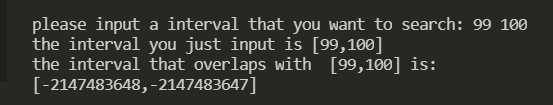 please input a interval that you want to search: 99 100
the interval you just input is [99,100]
the interval that overlaps with  [99,100] is:
[-2147483648,-2147483647]